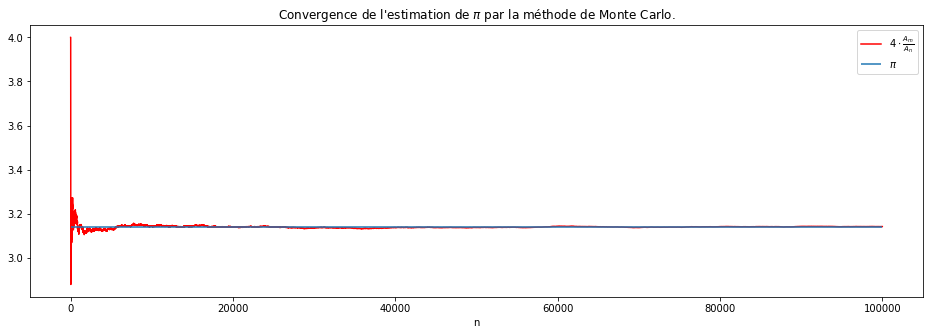 Convergence de l'estimation de π par la méthode de Monte Carlo.
4.0
3.8
3.6
3.4
3.2
3.0
4 · A_m/A_n
π
0 20000 40000 60000 80000 100000
n